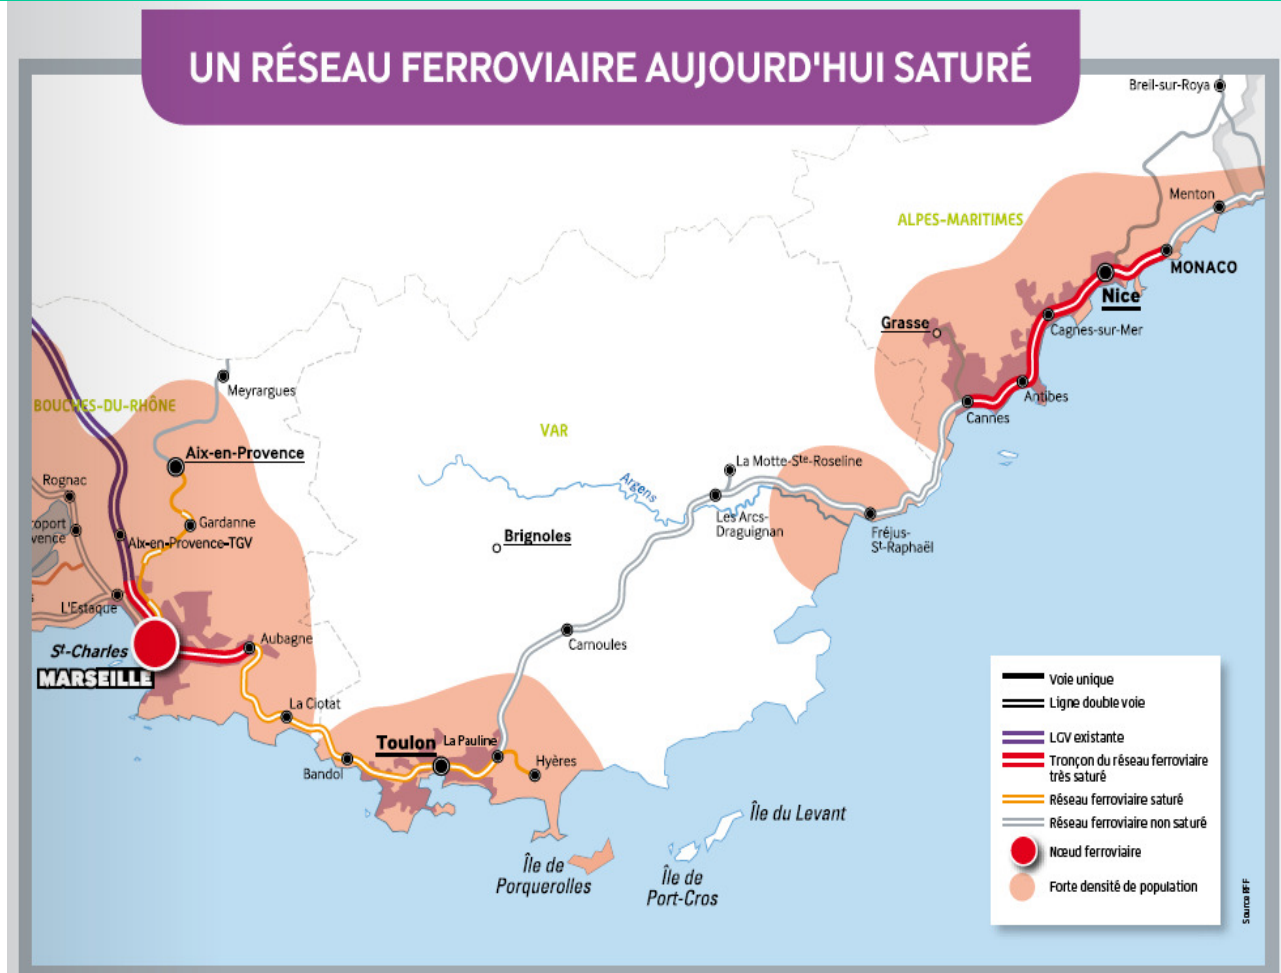 UN RÉSEAU FERROVIAIRE AUJOURD'HUI SATURÉ
Breil-sur-Roya
Menton
ALPES-MARITIMES
MONACO
Nice
Grasse
Cagnes-sur-Mer
Antibes
Cannes
Meyrargues
BOUCHES-DU-RHÔNE
VAR
Aix-en-Provence
La Motte-Ste-Roseline
Rognac
Argens
Gardanne
Les Arcs-
Draguignan
Brignoles
Fréjus-
St-Raphaël
roport
vence
Aix-en-Provence-TGV
s
L'Estaque
Aubagne
Carnoules
St-Charles
MARSEILLE
La Ciotat
Toulon
La Pauline
Bandol
Hyères
Île du Levant
Île de
Porquerolles
Île de
Port-Cros
Voie unique
Ligne double voie
LGV existante
Tronçon du réseau ferroviaire
très saturé
Réseau ferroviaire saturé
Réseau ferroviaire non saturé
Nœud ferroviaire
Forte densité de population
Source RFF